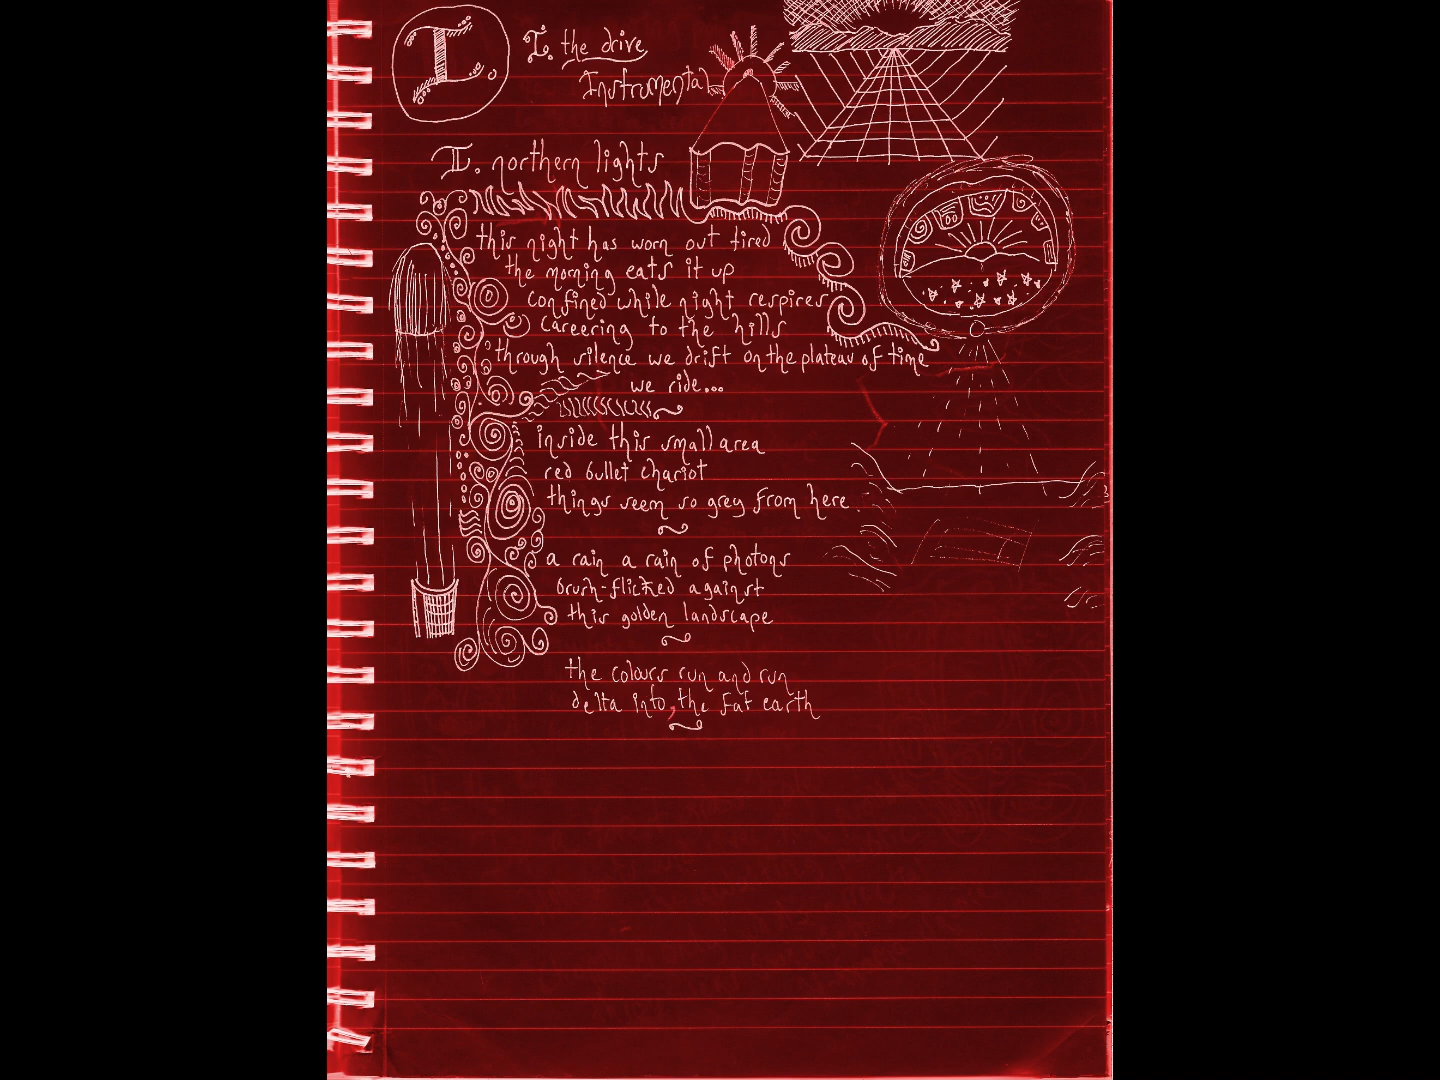 I.
I. the drive
Instrumental
II. northern lights
this night has worn out tired
the morning eats it up
confined while night respires
careering to the hills
through silence we drift on the plateau of time
we ride...
inside this small area
red bullet chariot
things seem so grey from here.
a rain a rain of photons
brush-flicked against
this golden landscape
the colours run and run
delta into the fat earth